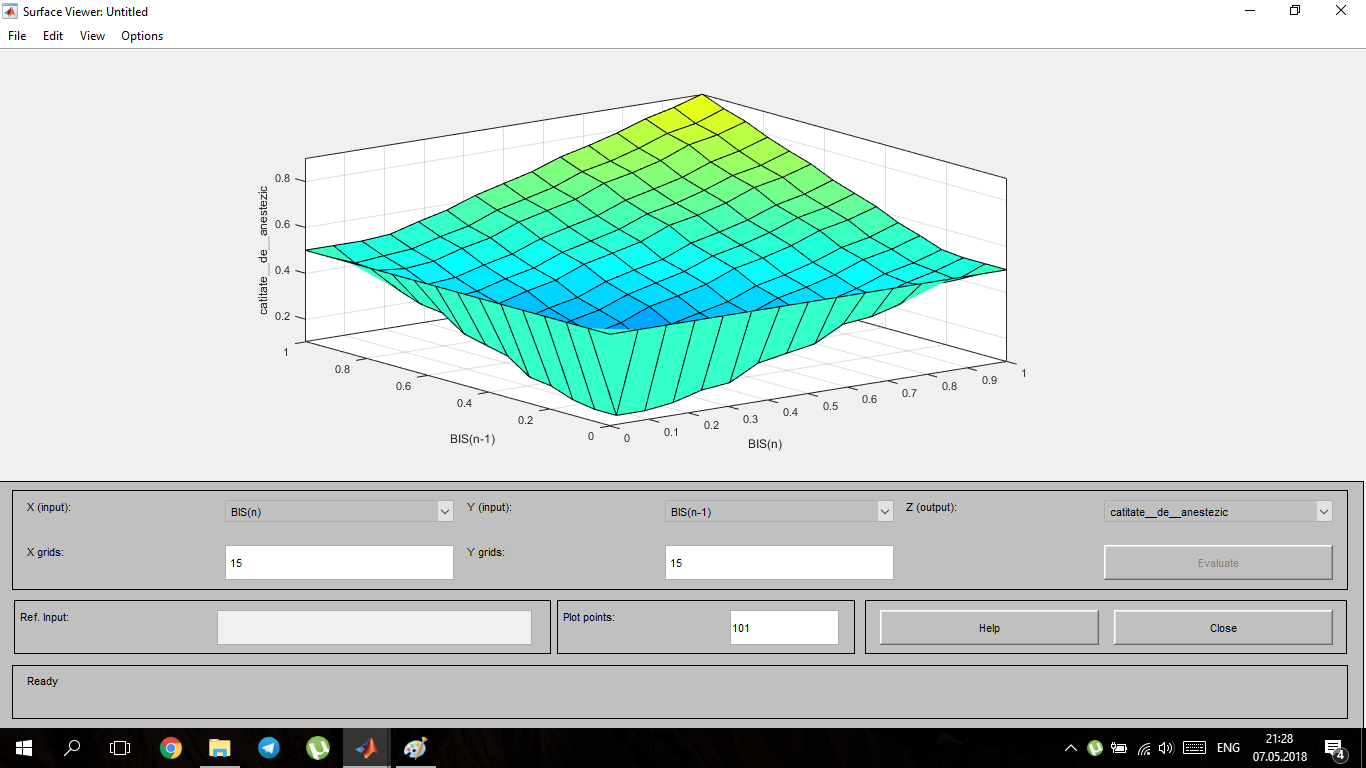 Surface Viewer: Untitled
File Edit View Options
catitate__de__anestezic
0.8
0.6
0.4
0.2
1
0.8
0.6
0.4
0.2
0
BIS(n-1)
0
0.1
0.2
0.3
0.4
0.5
0.6
0.7
0.8
0.9
1
BIS(n)
X (input): BIS(n) Y (input): BIS(n-1) Z (output): catitate__de__anestezic
X grids: 15 Y grids: 15 Evaluate
Ref. Input: Plot points: 101 Help Close
Ready
ENG 21:28
07.05.2018
4